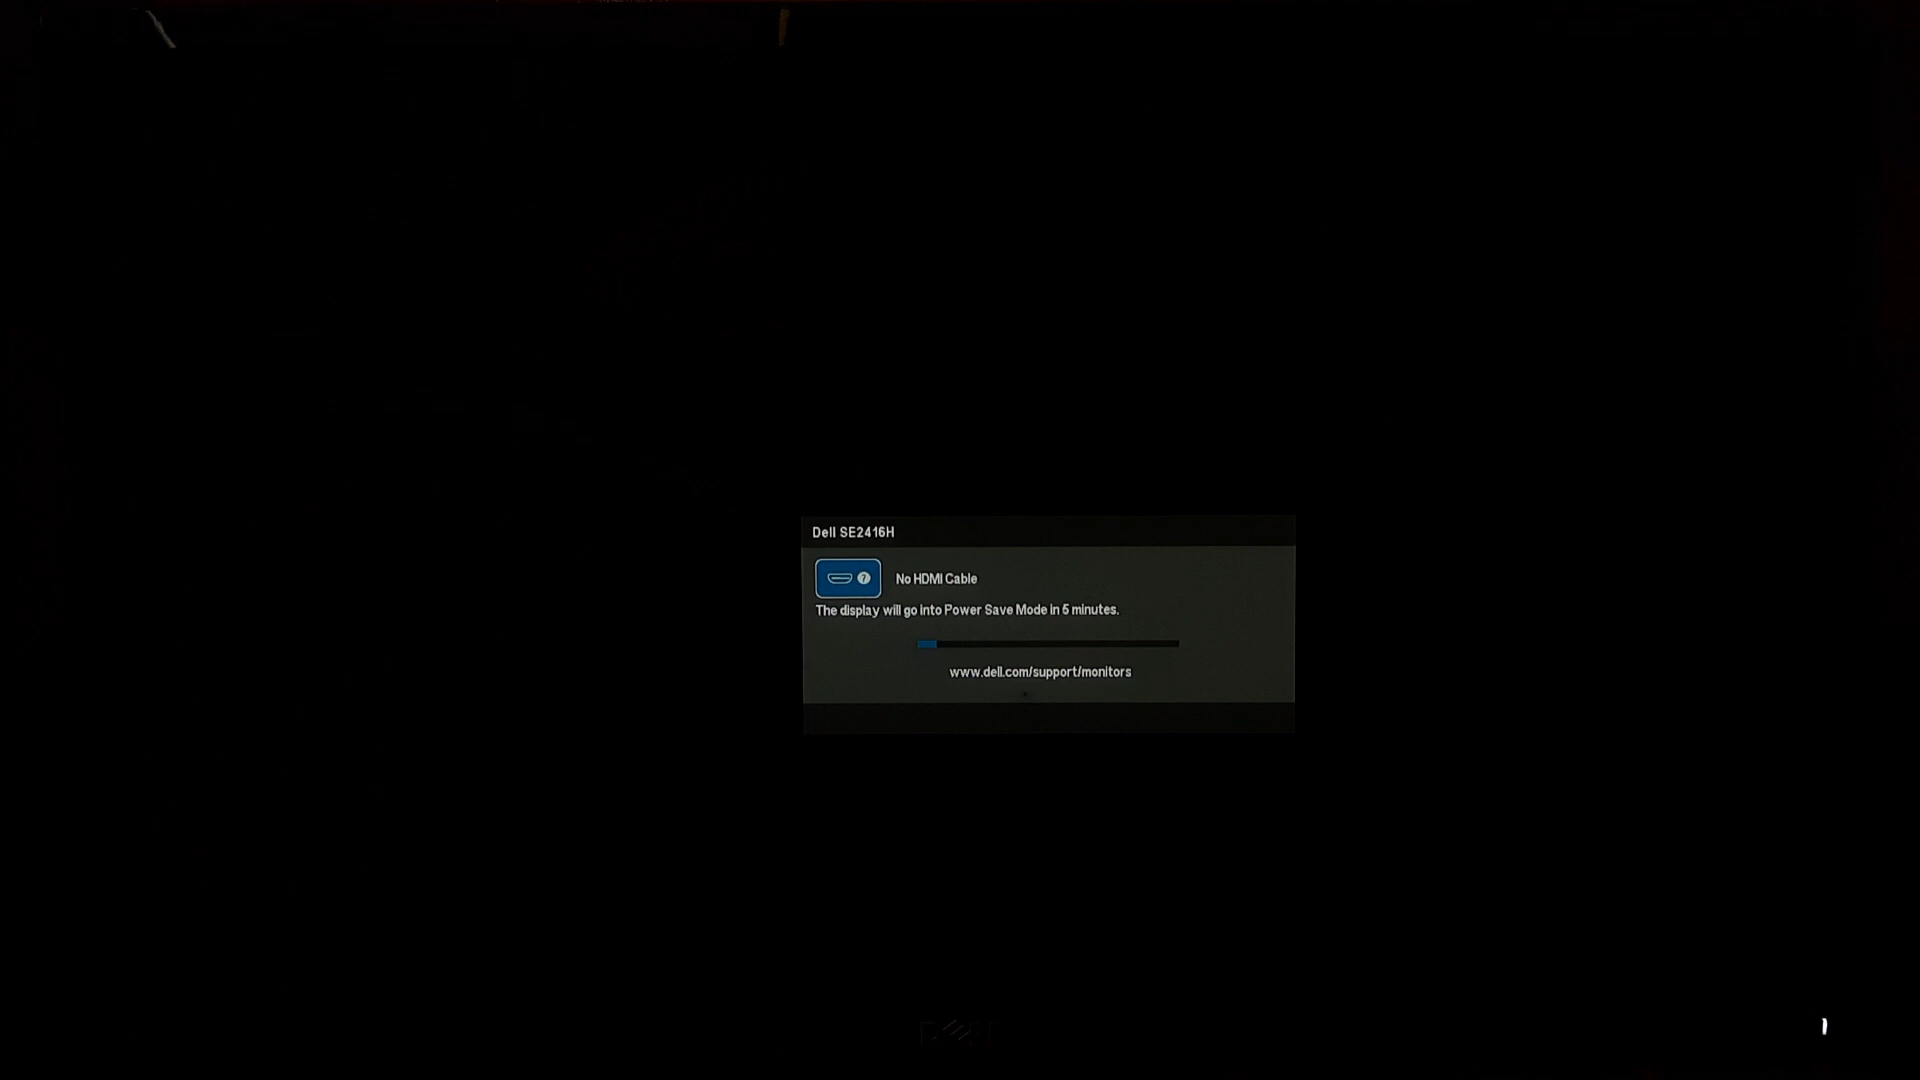 Dell SE2416H
No HDMI Cable
The display will go into Power Save Mode in 5 minutes.
www.dell.com/support/monitors
DELL